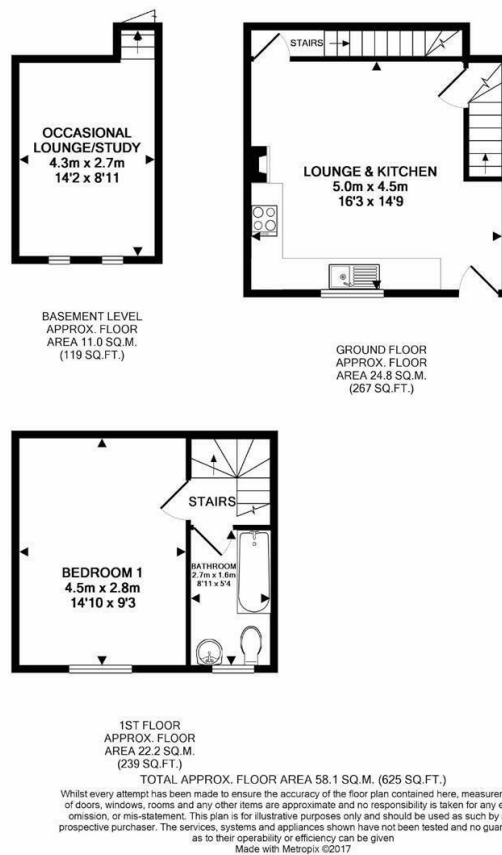 OCCASIONAL
LOUNGE/STUDY
4.3m x 2.7m
14'2 x 8'11
BASEMENT LEVEL
APPROX. FLOOR
AREA 11.0 SQ.M.
(119 SQ.FT.)
STAIRS
LOUNGE & KITCHEN
5.0m x 4.5m
16'3 x 14'9
GROUND FLOOR
APPROX. FLOOR
AREA 24.8 SQ.M.
(267 SQ.FT.)
STAIRS
BEDROOM 1
4.5m x 2.8m
14'10 x 9'3
BATHROOM
2.7m x 1.6m
8'11 x 5'4
1ST FLOOR
APPROX. FLOOR
AREA 22.2 SQ.M.
(239 SQ.FT.)
TOTAL APPROX. FLOOR AREA 58.1 SQ.M. (625 SQ.FT.)
Whilst every attempt has been made to ensure the accuracy of the floor plan contained here, measurem
of doors, windows, rooms and any other items are approximate and no responsibility is taken for any e
omission, or mis-statement. This plan is for illustrative purposes only and should be used as such by
prospective purchaser. The services, systems and appliances shown have not been tested and no gua
as to their operability or efficiency can be given
Made with Metropix ©2017